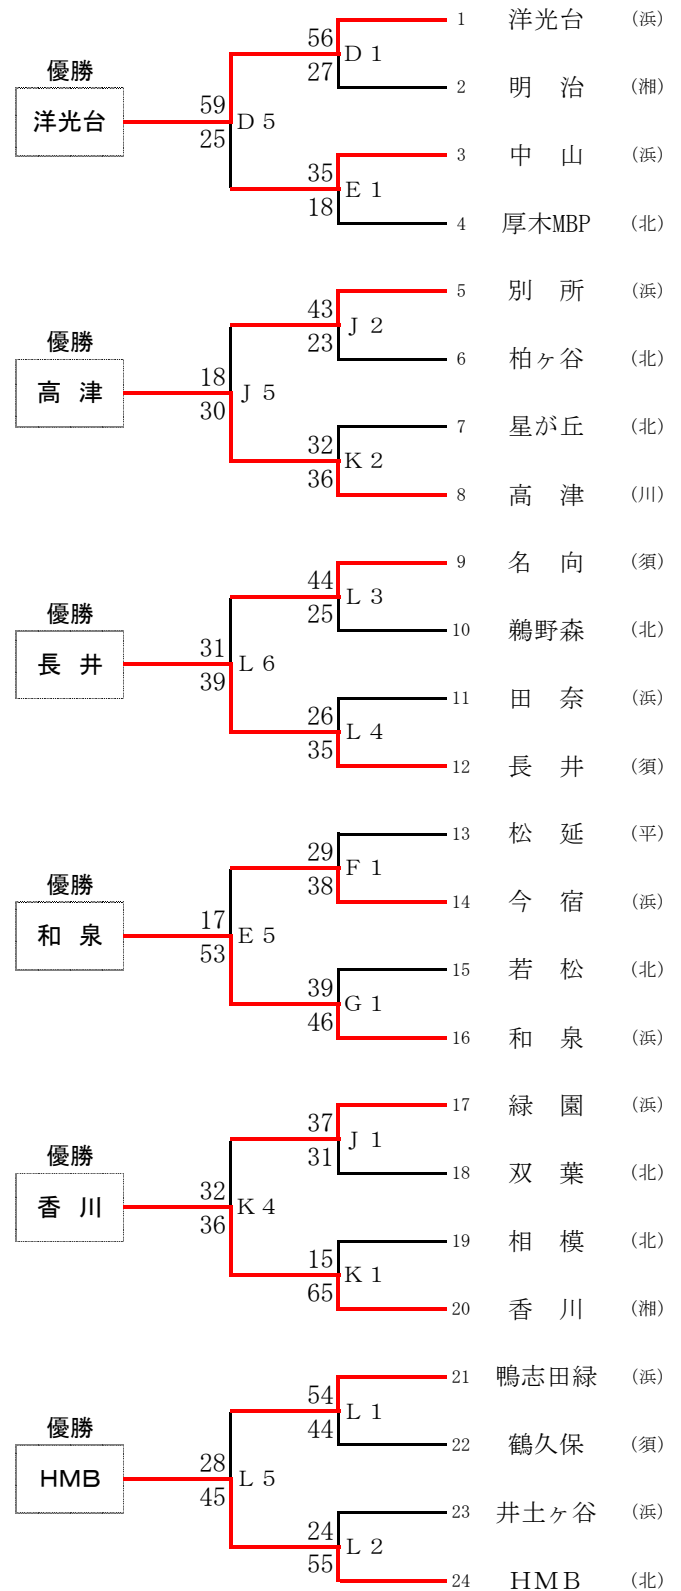 1 洋光台 (浜)
56
D 1
27
優勝
2 明 治 (湘)
59
洋光台
D 5
25
3 中 山 (浜)
35
E 1
18
4 厚木MBP (北)
5 別 所 (浜)
43
J 2
23
優勝
6 柏ヶ谷 (北)
18
高 津
J 5
30
7 星が丘 (北)
32
K 2
36
8 高 津 (川)
9 名 向 (須)
44
L 3
25
優勝
10 鵜野森 (北)
31
長 井
L 6
39
11 田 奈 (浜)
26
L 4
35
12 長 井 (須)
13 松 延 (平)
29
F 1
38
優勝
14 今 宿 (浜)
17
和 泉
E 5
53
15 若 松 (北)
39
G 1
46
16 和 泉 (浜)
17 緑 園 (浜)
37
J 1
31
優勝
18 双 葉 (北)
32
香 川
K 4
36
19 相 模 (北)
15
K 1
65
20 香 川 (湘)
21 鴨志田緑 (浜)
54
L 1
44
優勝
22 鶴久保 (須)
28
HMB
L 5
45
23 井土ヶ谷 (浜)
24
L 2
55
24 HMB (北)